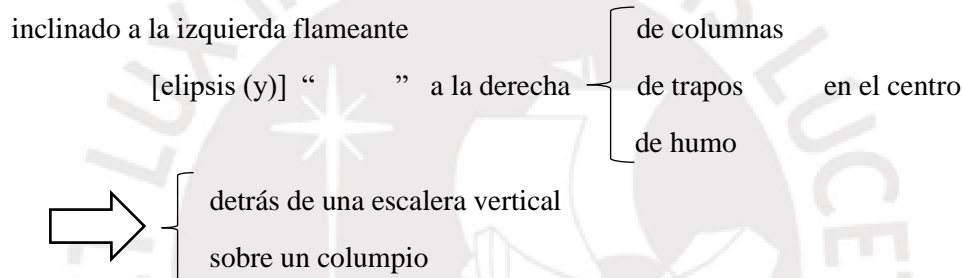 inclinado a la izquierda flameante
de columnas
[elipsis (y)] “ ” a la derecha de trapos en el centro
de humo
detrás de una escalera vertical
sobre un columpio